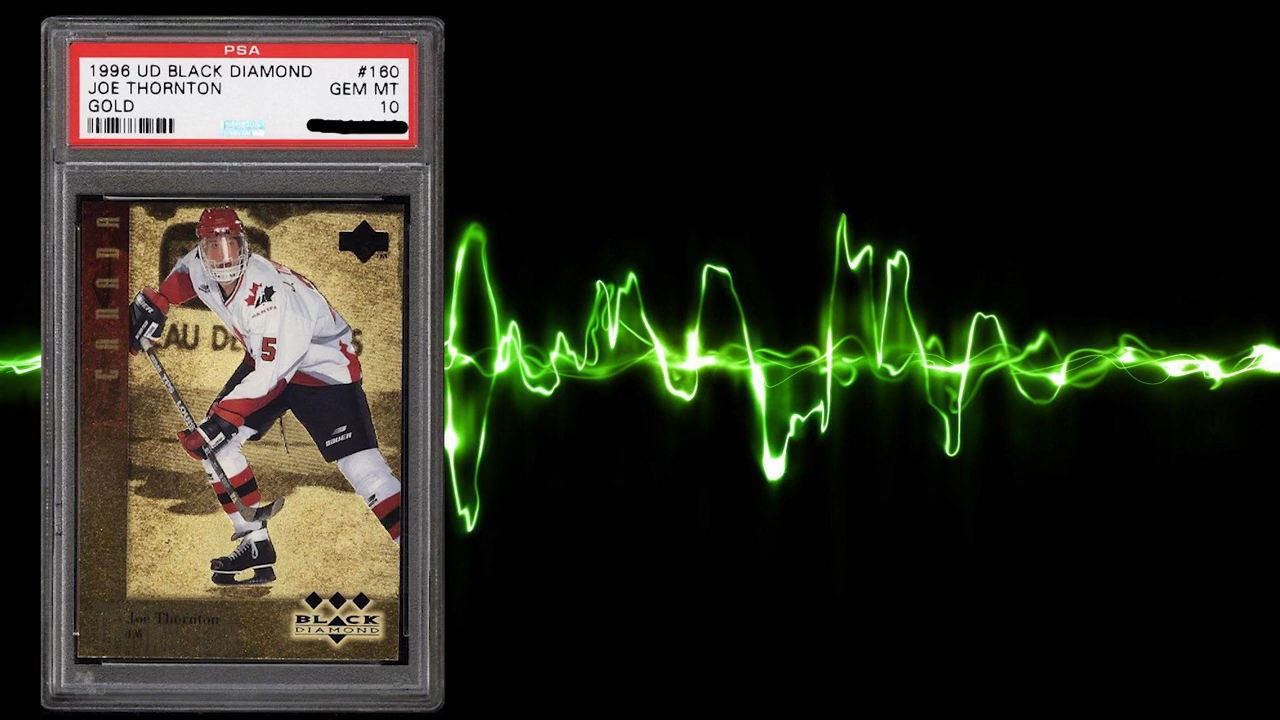 PSA
1996 UD BLACK DIAMOND #160
JOE THORNTON GEM MT
GOLD 10
CANADA
AU DE
5
5
BAUER
Joe Thornton
BLACK
DIAMOND